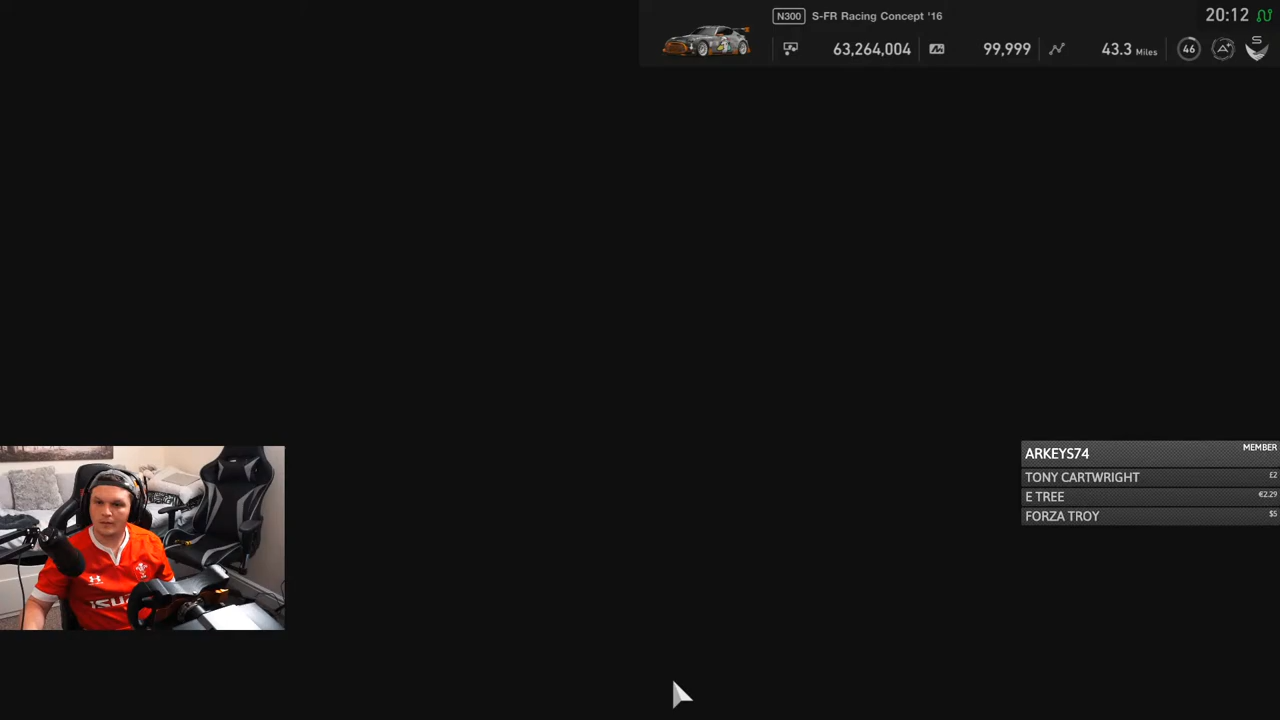 N300 S-FR Racing Concept '16 20:12
63,264,004 99,999 43.3 Miles 46 A+ S
ARKEYS74 MEMBER
TONY CARTWRIGHT £2
E TREE €2.29
FORZA TROY $5
ISUZU